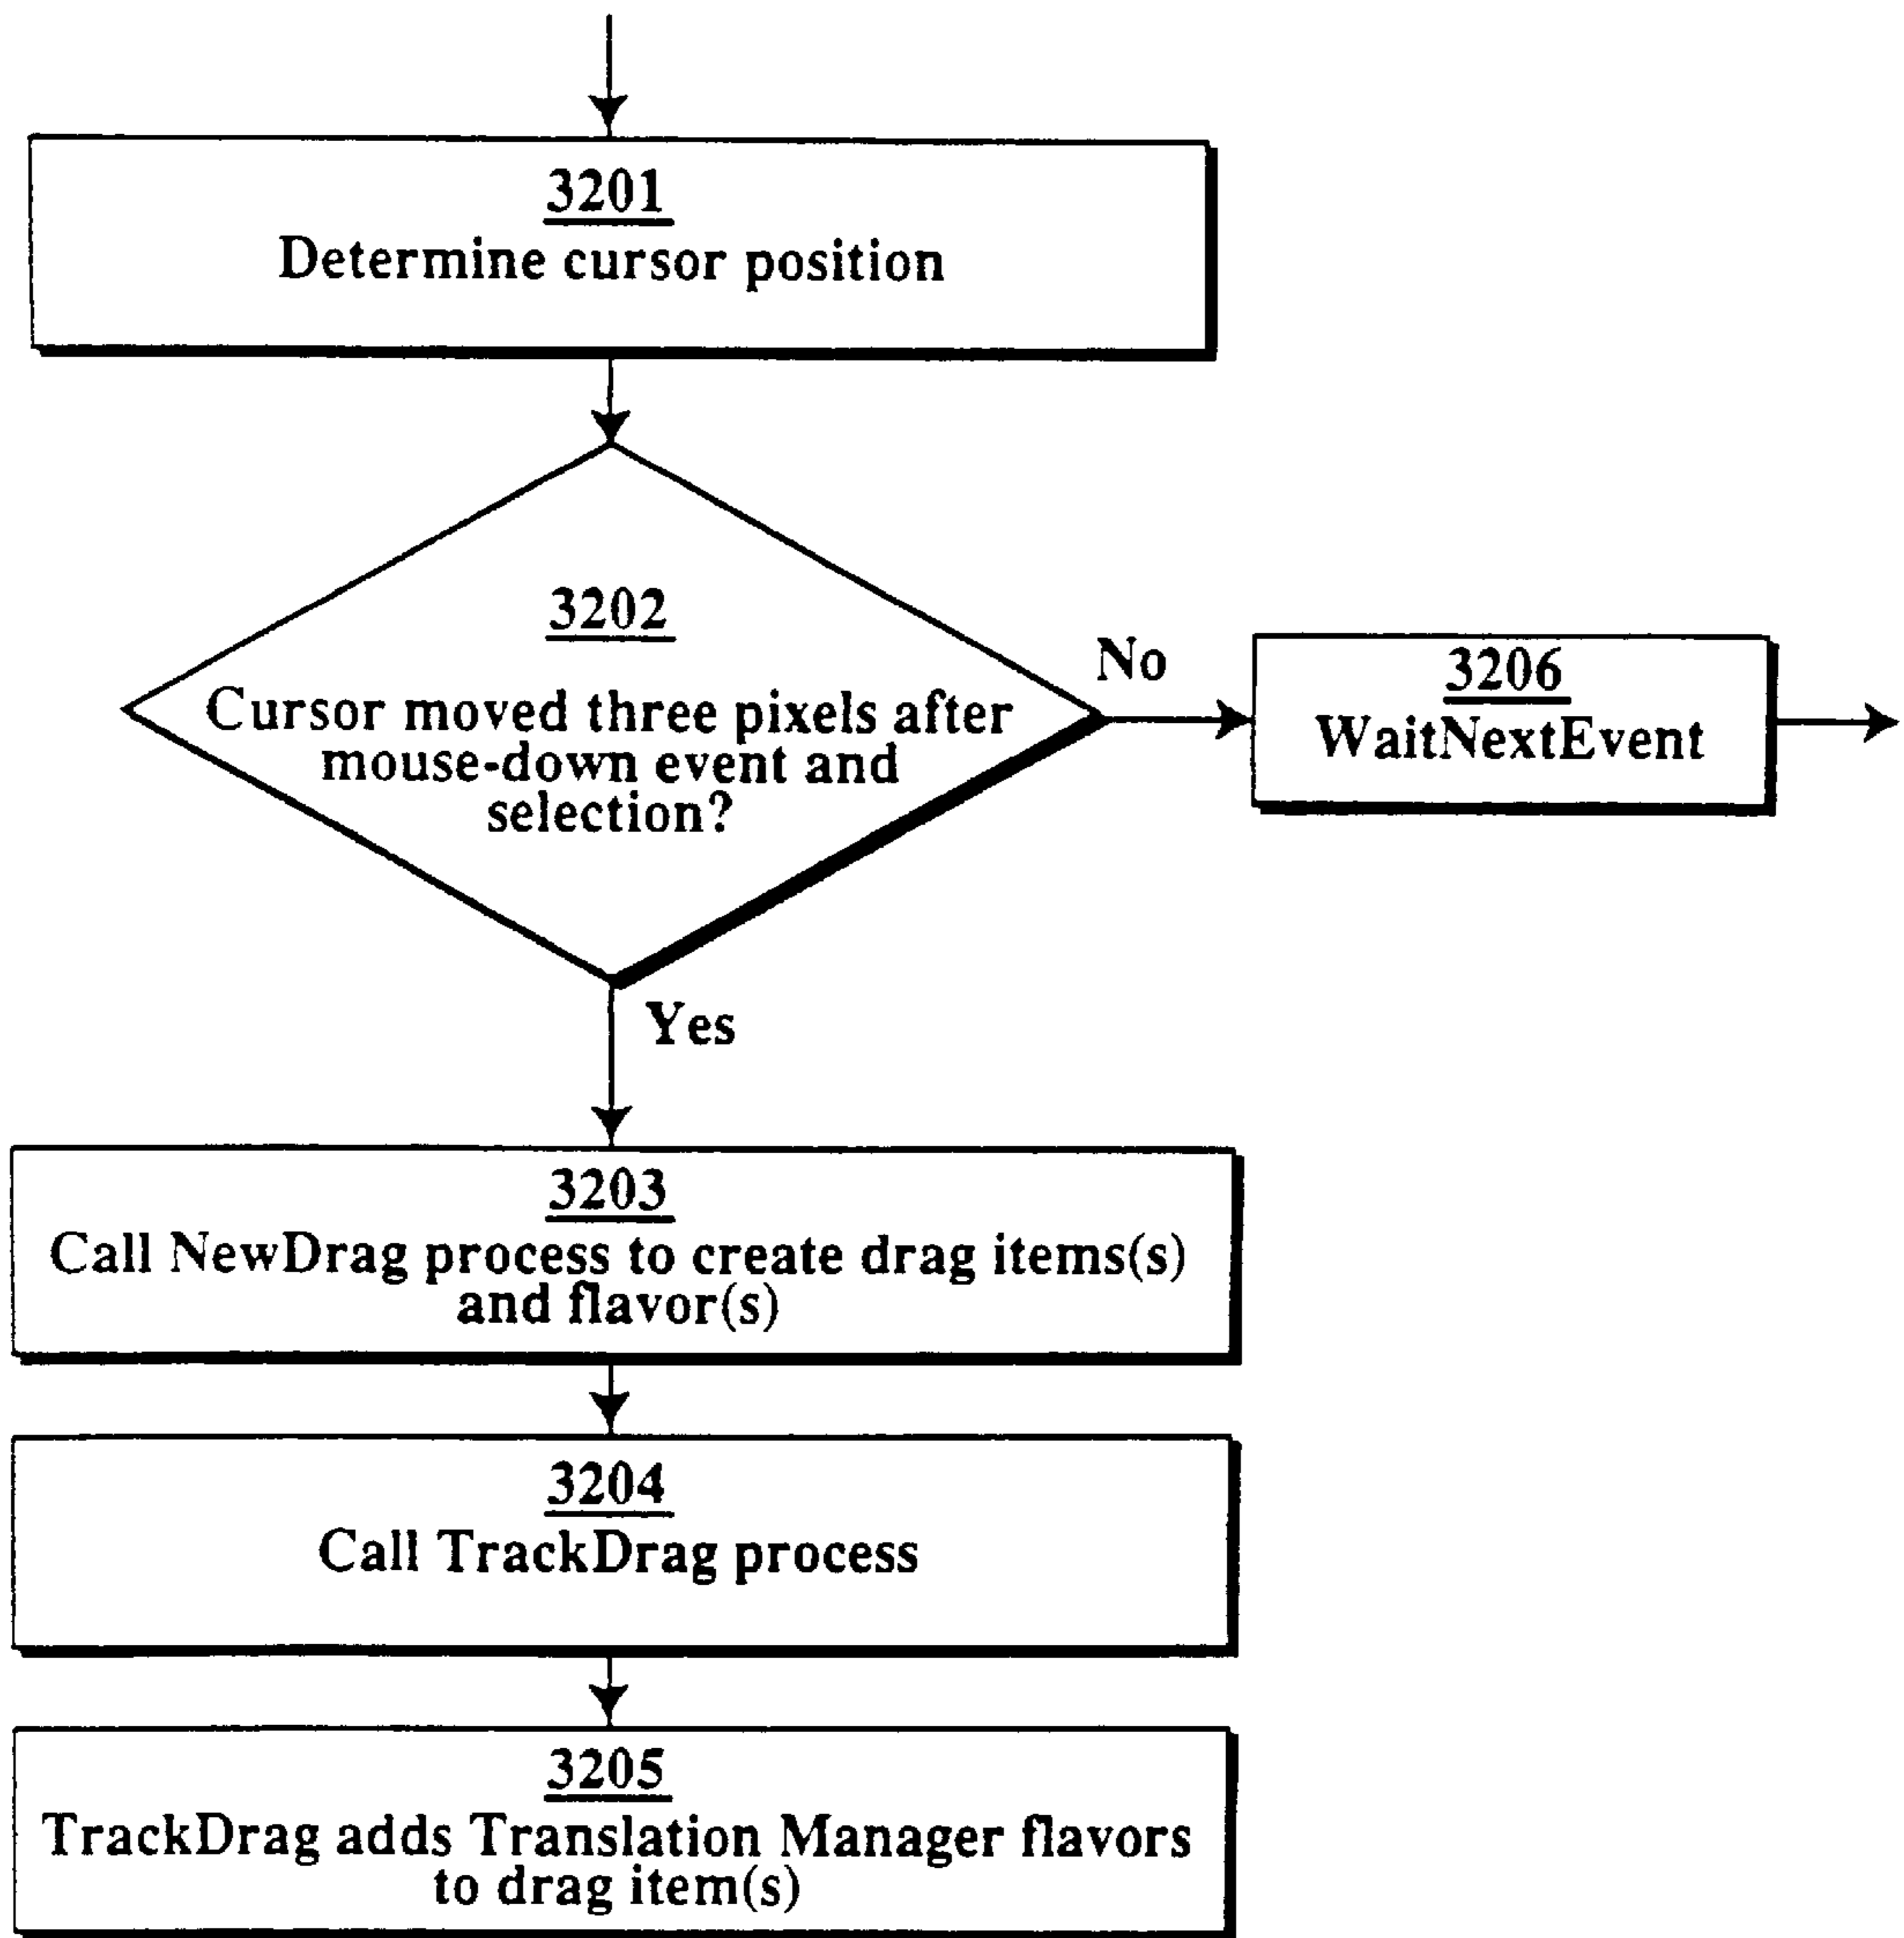 3201
Determine cursor position
3202
Cursor moved three pixels after
mouse-down event and
selection?
No
3206
WaitNextEvent
Yes
3203
Call NewDrag process to create drag items(s)
and flavor(s)
3204
Call TrackDrag process
3205
TrackDrag adds Translation Manager flavors
to drag item(s)